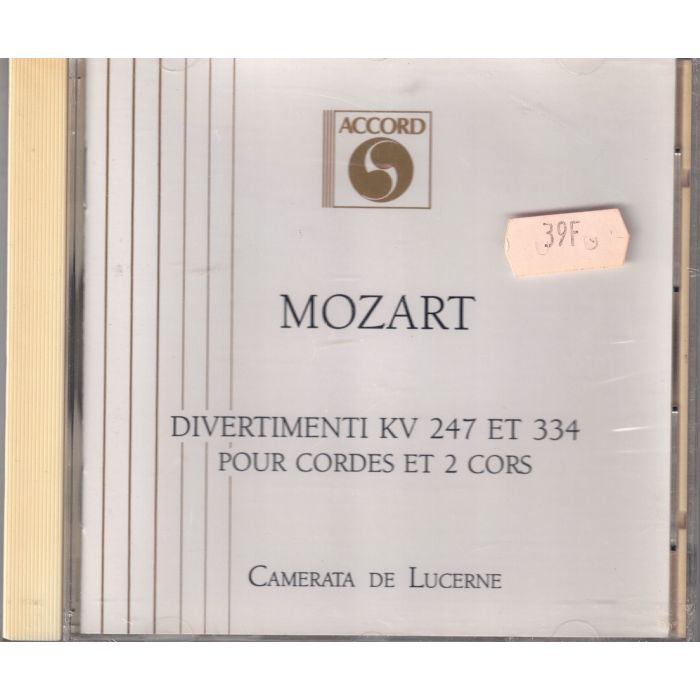 ACCORD
39F
MOZART
DIVERTIMENTI KV 247 ET 334
POUR CORDES ET 2 CORS
CAMERATA DE LUCERNE